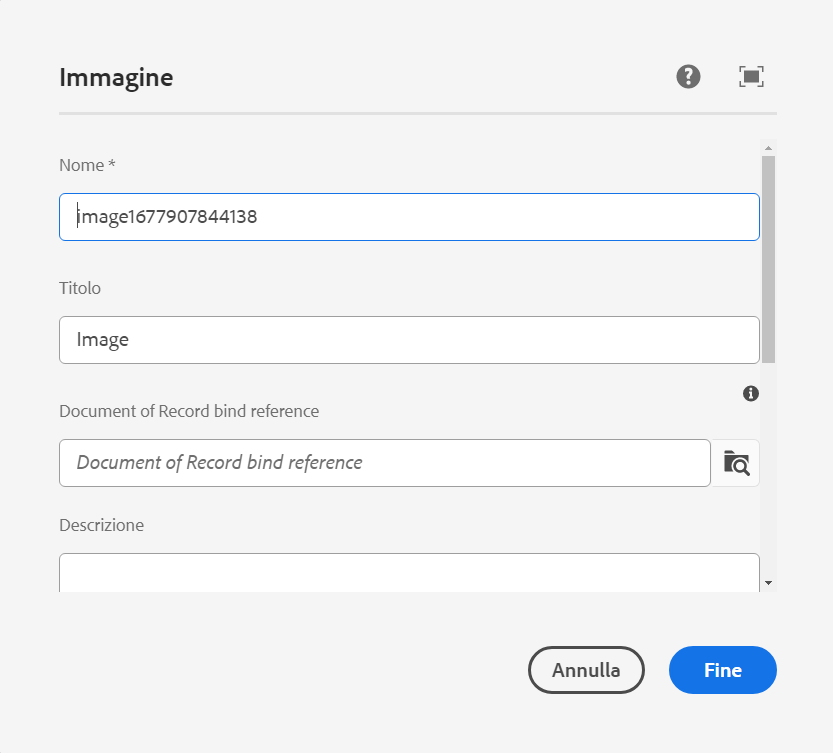 Immagine
Nome *
image1677907844138
Titolo
Image
Document of Record bind reference
Document of Record bind reference
Descrizione
Annulla
Fine